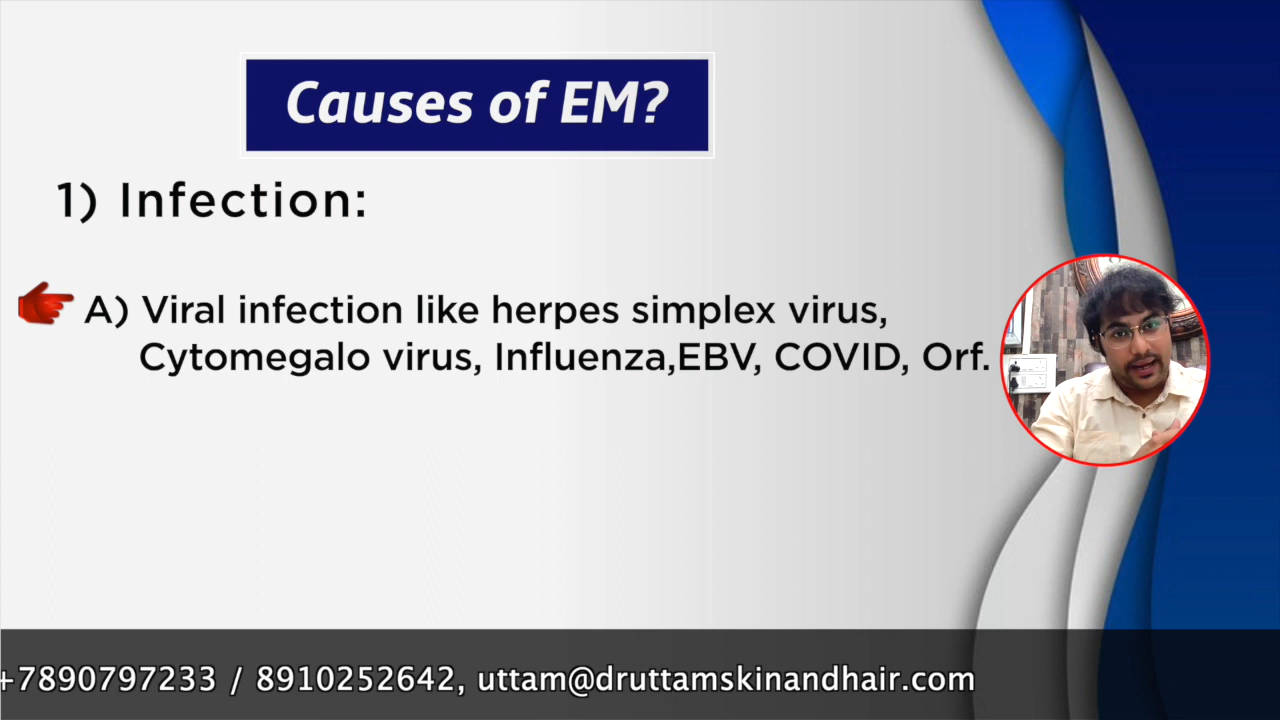 Causes of EM?
1) Infection:
A) Viral infection like herpes simplex virus,
Cytomegalo virus, Influenza,EBV, COVID, Orf.
+7890797233 / 8910252642, uttam@druttamskinandhair.com